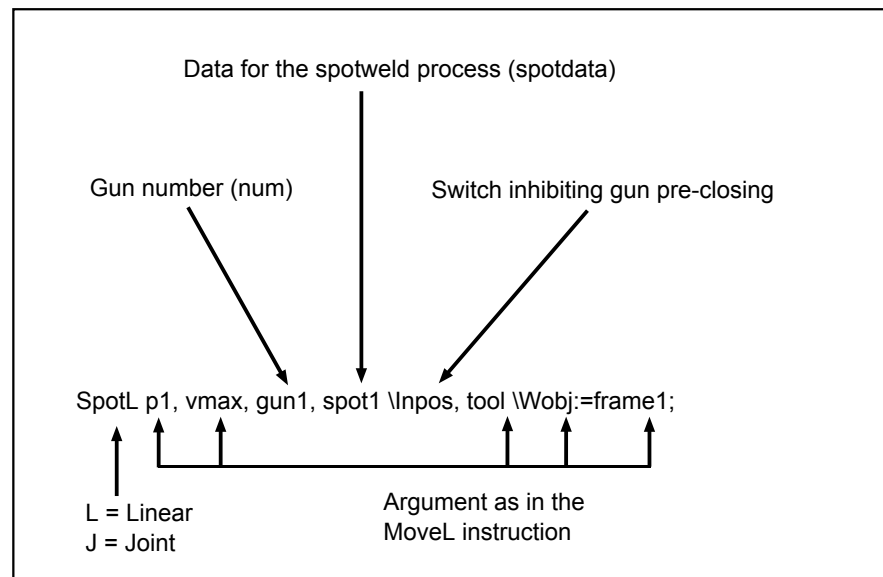 Data for the spotweld process (spotdata)
Gun number (num)
Switch inhibiting gun pre-closing
SpotL p1, vmax, gun1, spot1 \Inpos, tool \Wobj:=frame1;
L = Linear
J = Joint
Argument as in the
MoveL instruction